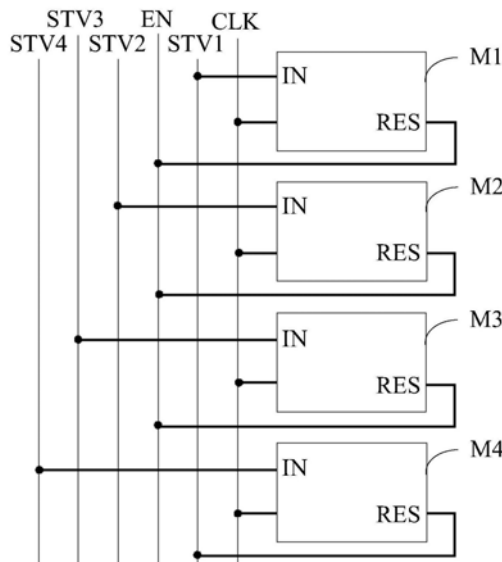 STV3 EN CLK
STV4 STV2 STV1
IN M1
RES
IN M2
RES
IN M3
RES
IN M4
RES